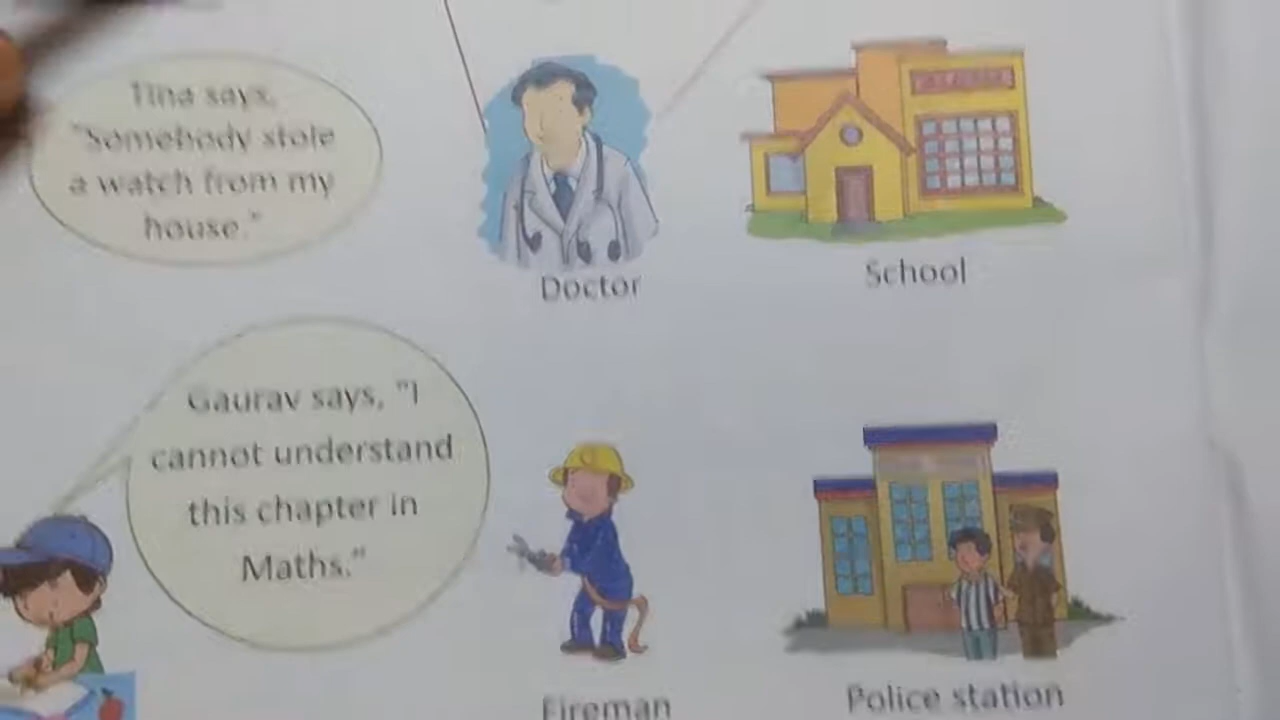 Tina says,
"Somebody stole
a watch from my
house."
Doctor
School
Gaurav says, "I
cannot understand
this chapter in
Maths."
Fireman
Police station